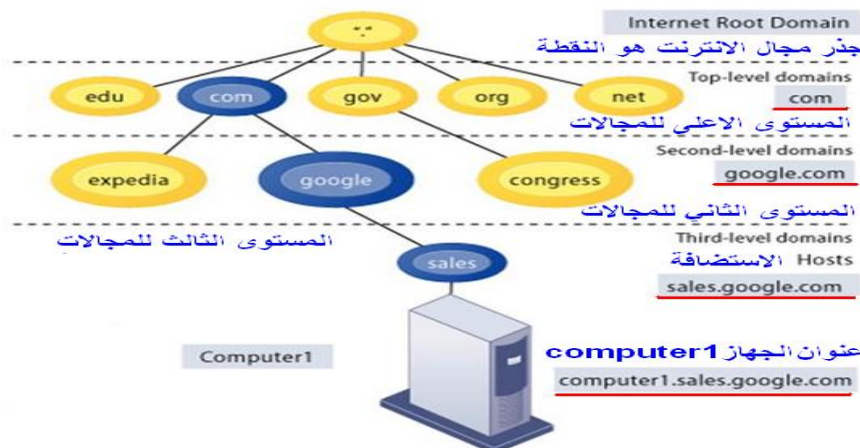 Internet Root Domain
"."
جذر مجال الانترنت هو النقطة
Top-level domains
edu com gov org net
com
المستوى الاعلي للمجالات
Second-level domains
expedia google congress
google.com
المستوى الثاني للمجالات
المستوى الثالث للمجالات
Third-level domains
الاستضافة Hosts
sales
sales.google.com
Computer1
عنوان الجهاز computer1
computer1.sales.google.com